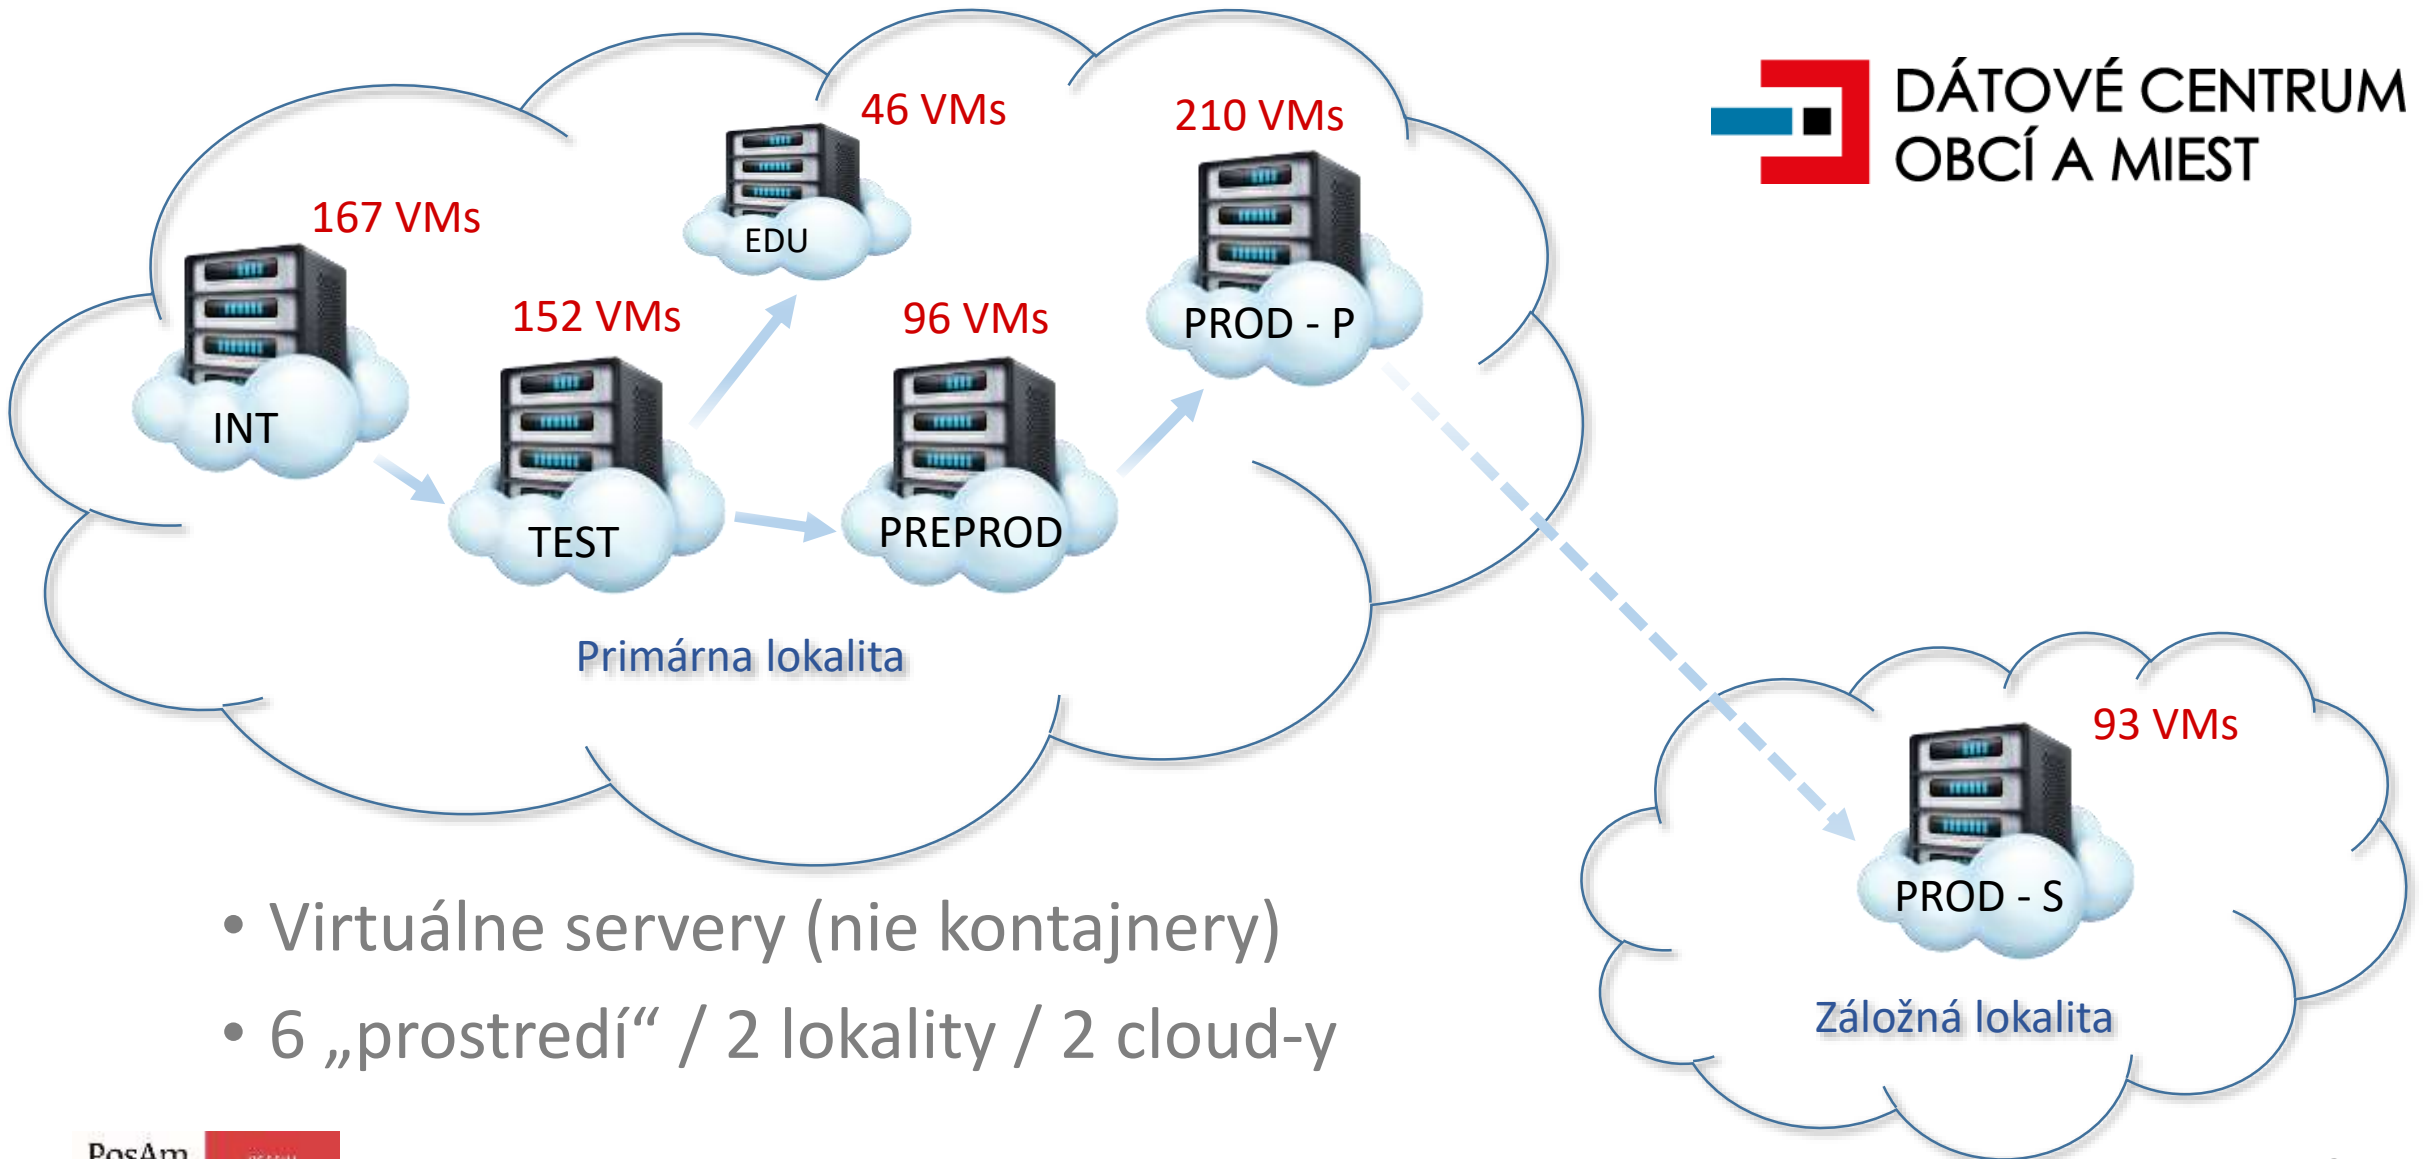 DÁTOVÉ CENTRUM
OBCÍ A MIEST
46 VMs
210 VMs
167 VMs
EDU
152 VMs
96 VMs
PROD - P
INT
TEST
PREPROD
Primárna lokalita
93 VMs
PROD - S
Záložná lokalita
• Virtuálne servery (nie kontajnery)
• 6 „prostredí“ / 2 lokality / 2 cloud-y
PosAm